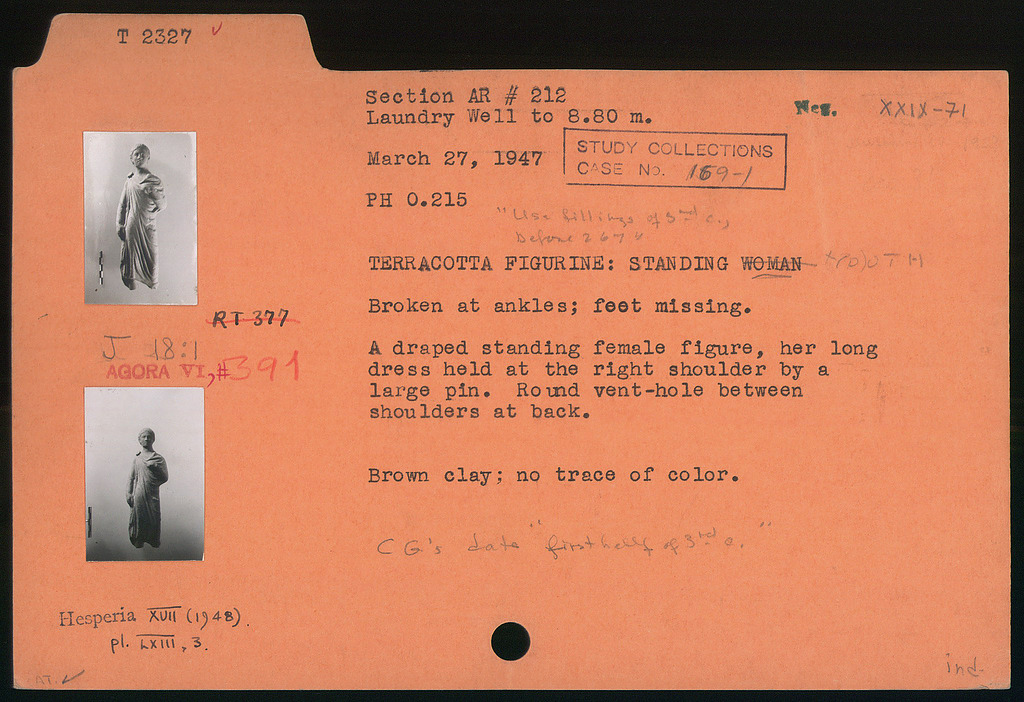 T 2327 ✓
Section AR # 212
Laundry Well to 8.80 m.
Neg. XXIX-71
March 27, 1947
STUDY COLLECTIONS
CASE No. 169-1
PH 0.215
"Use fillings of 3rd c.,
Before 267"
TERRACOTTA FIGURINE: STANDING WOMAN YOUTH
Broken at ankles; feet missing.
RT 377
J 18:1
AGORA VI, #391
A draped standing female figure, her long
dress held at the right shoulder by a
large pin. Round vent-hole between
shoulders at back.
Brown clay; no trace of color.
CG's date "first half of 3rd c."
Hesperia XVII (1948).
pl. LXIII, 3.
AT. ✓
ind.